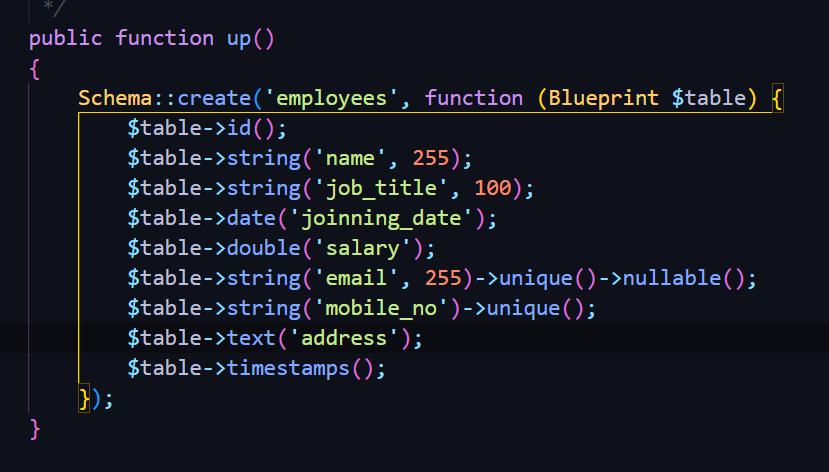 */
public function up()
{
Schema::create('employees', function (Blueprint $table) {
$table->id();
$table->string('name', 255);
$table->string('job_title', 100);
$table->date('joinning_date');
$table->double('salary');
$table->string('email', 255)->unique()->nullable();
$table->string('mobile_no')->unique();
$table->text('address');
$table->timestamps();
});
}